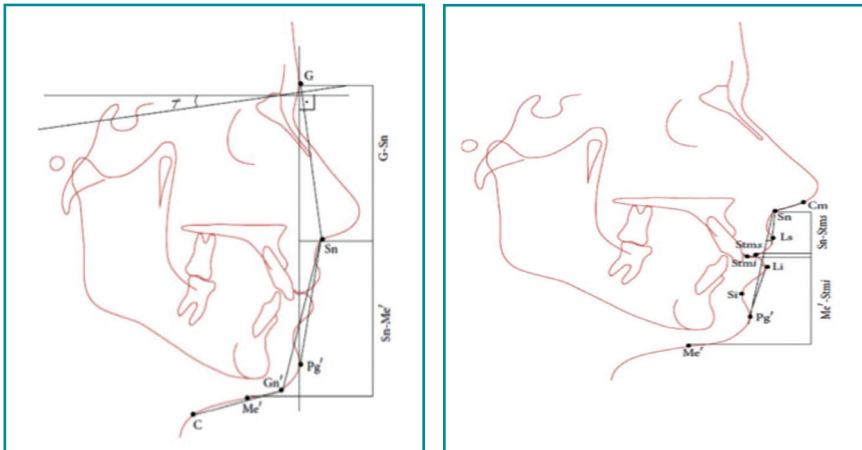 G
7°
G-Sn
Sn
Sn-Me'
Pg'
Gn'
Me'
C
Cm
Sn
Sn-Stms
Ls
Stms
Stmi
Li
Si
Me'-Stmi
Pg'
Me'